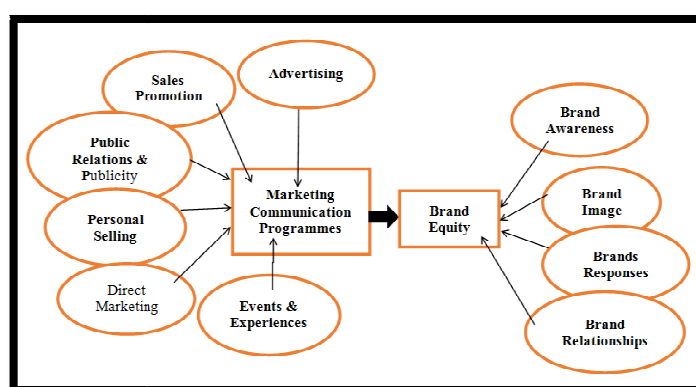 Sales
Promotion
Advertising
Public
Relations &
Publicity
Personal
Selling
Direct
Marketing
Events &
Experiences
Marketing
Communication
Programmes
Brand
Equity
Brand
Awareness
Brand
Image
Brands
Responses
Brand
Relationships